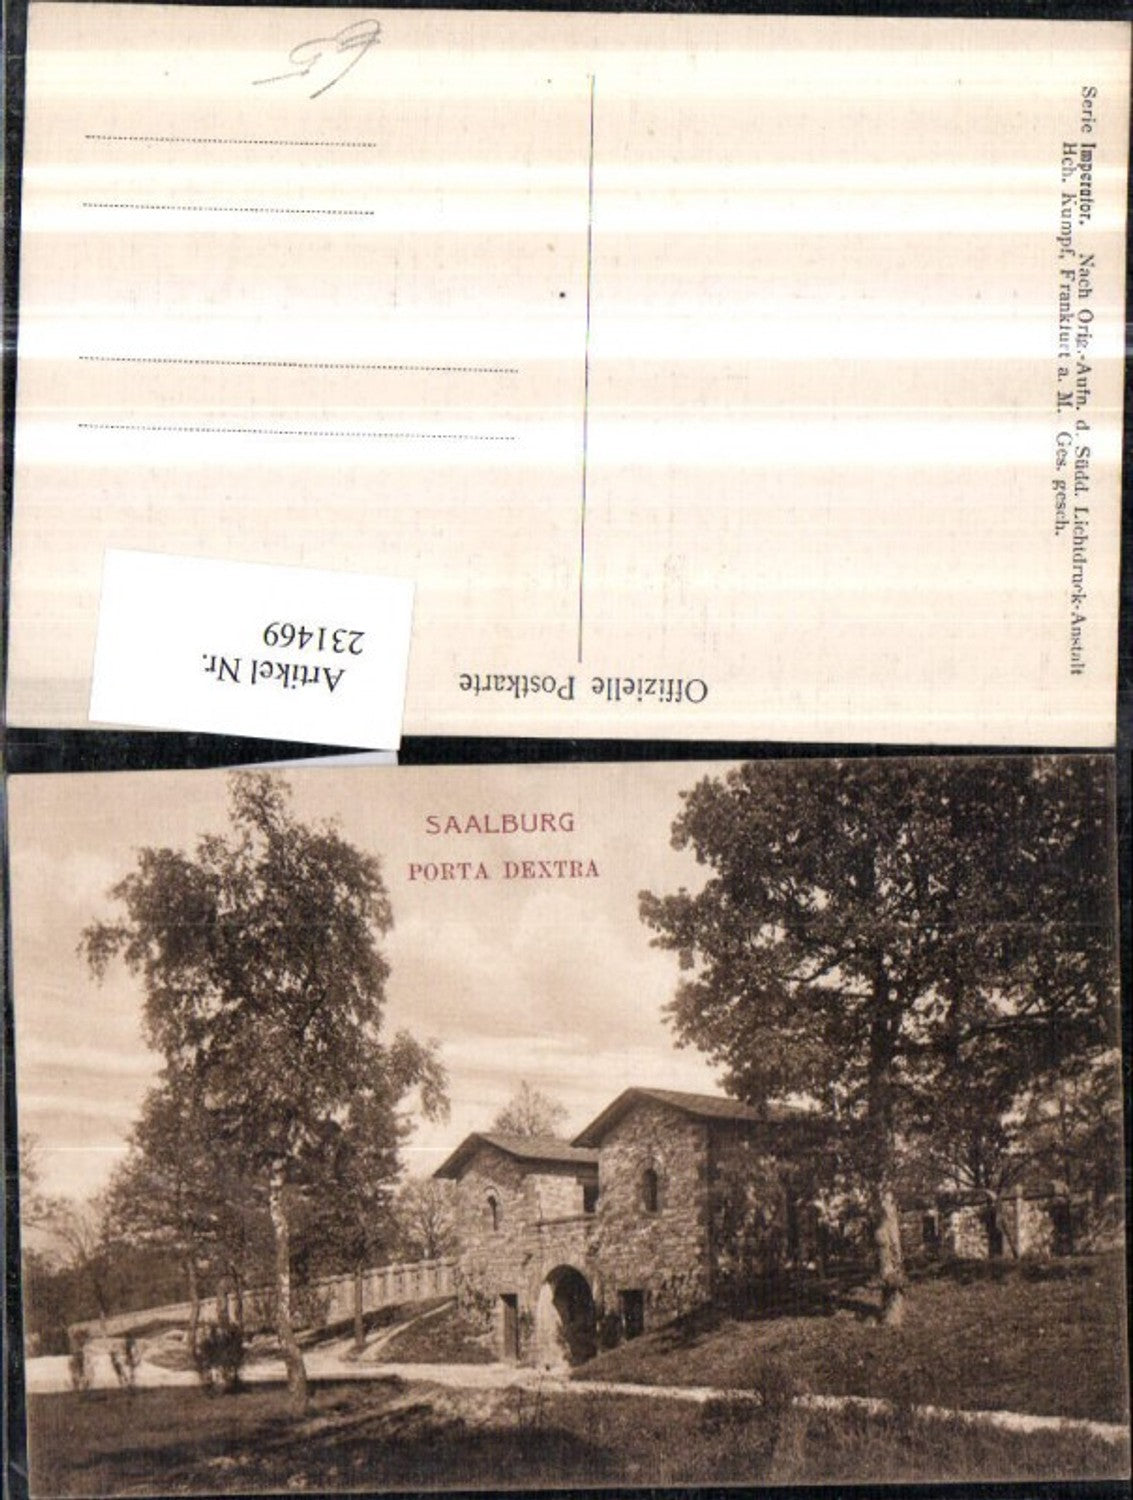 Serie Imperator. Nach Orig.-Aufn. d. Südd. Lichtdruck-Anstalt
Hch. Kumpf, Frankfurt a. M. Ges. gesch.
Offizielle Postkarte
Artikel Nr.
231469
SAALBURG
PORTA DEXTRA